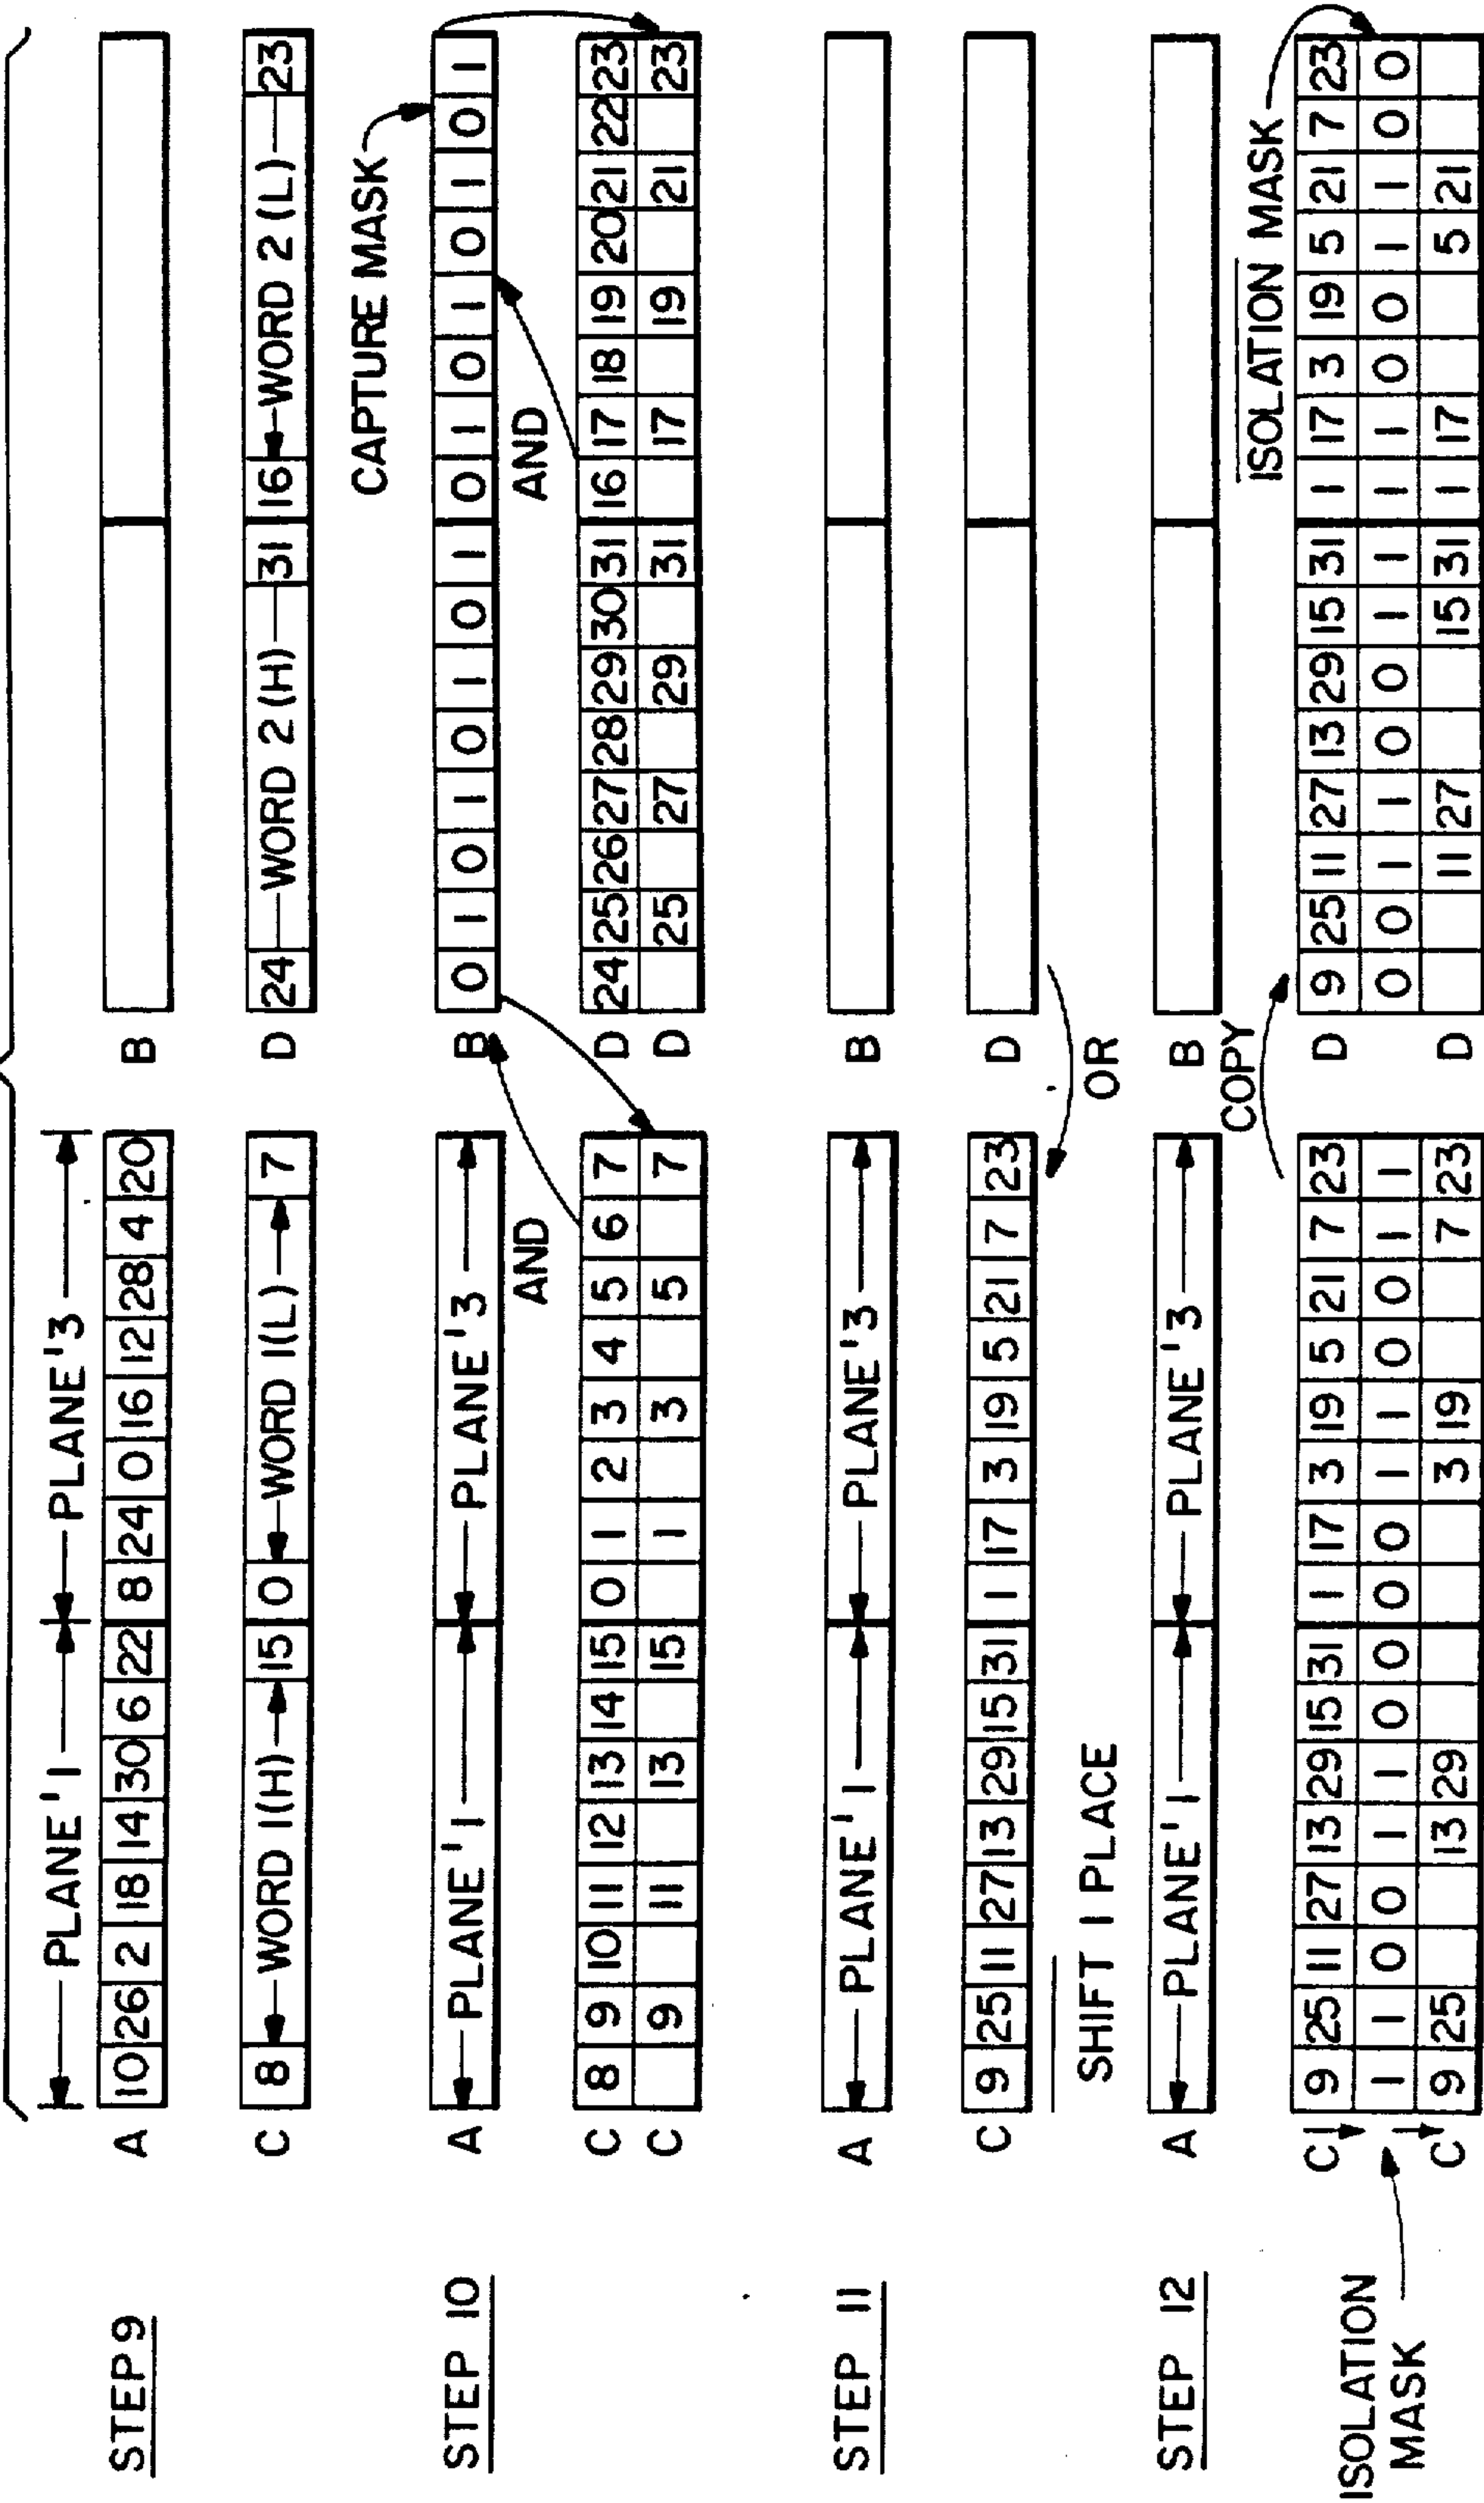 PLANE'1 PLANE'3
STEP 9 A 10 26 2 18 14 30 6 22 8 24 0 16 12 28 4 20 B
C 8 WORD 1(H) 15 0 WORD 1(L) 7 D 24 WORD 2 (H) 31 16 WORD 2 (L) 23
CAPTURE MASK
STEP 10 A PLANE'1 PLANE'3 B 0 1 0 1 0 1 0 1 0 1 0 1 0 1 0 1
AND AND
C 8 9 10 11 12 13 14 15 0 1 2 3 4 5 6 7 D 24 25 26 27 28 29 30 31 16 17 18 19 20 21 22 23
C 9 11 13 15 1 3 5 7 D 25 27 29 31 17 19 21 23
STEP 11 A PLANE'1 PLANE'3 B
C 9 25 11 27 13 29 15 31 1 17 3 19 5 21 7 23 D
SHIFT 1 PLACE OR
STEP 12 A PLANE'1 PLANE'3 B
COPY ISOLATION MASK
C 9 25 11 27 13 29 15 31 1 17 3 19 5 21 7 23 D 9 25 11 27 13 29 15 31 1 17 3 19 5 21 7 23
ISOLATION 1 1 0 0 1 1 0 0 0 0 1 1 0 0 1 1 0 0 1 1 0 0 1 1 1 1 0 0 1 1 0 0
MASK C 9 25 13 29 3 19 7 23 D 11 27 15 31 1 17 5 21